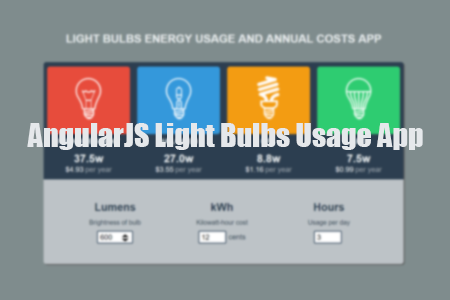 LIGHT BULBS ENERGY USAGE AND ANNUAL COSTS APP
AngularJS Light Bulbs Usage App
37.5w 27.0w 8.8w 7.5w
$4.93 per year $3.55 per year $1.16 per year $0.99 per year
Lumens kWh Hours
Brightness of bulb Kilowatt-hour cost Usage per day
600 12 cents 3